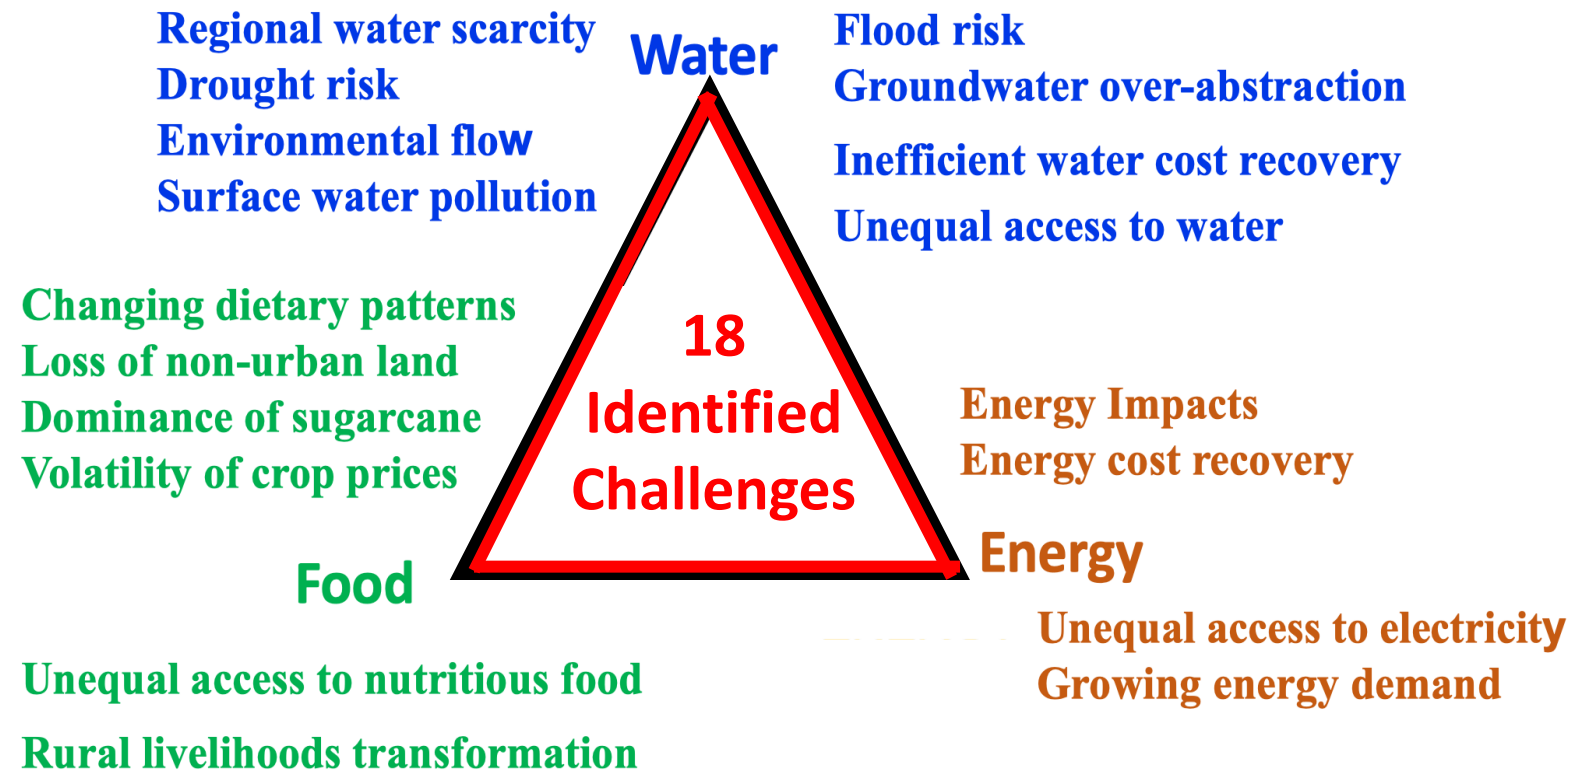 Regional water scarcity
Drought risk
Environmental flow
Surface water pollution
Water
Flood risk
Groundwater over-abstraction
Inefficient water cost recovery
Unequal access to water
Changing dietary patterns
Loss of non-urban land
Dominance of sugarcane
Volatility of crop prices
18
Identified
Challenges
Energy Impacts
Energy cost recovery
Food
Energy
Unequal access to electricity
Growing energy demand
Unequal access to nutritious food
Rural livelihoods transformation